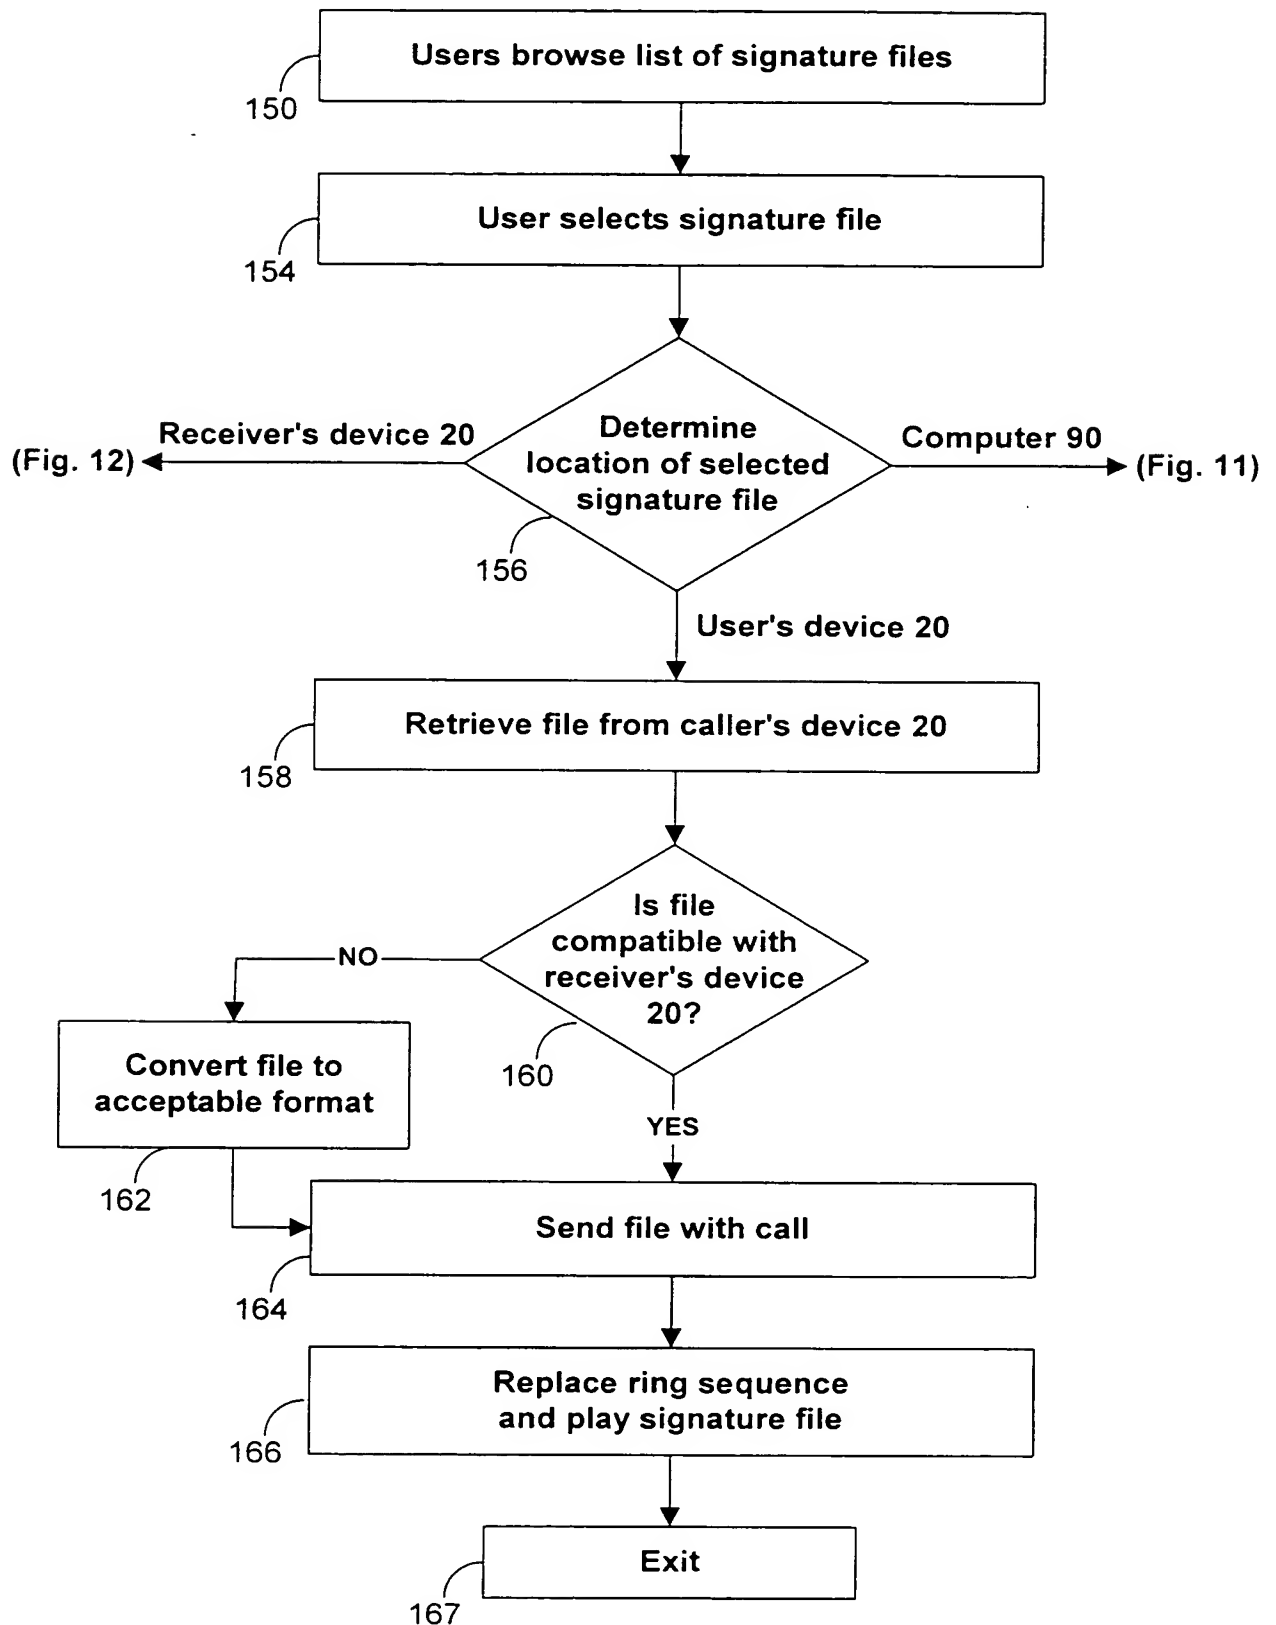 Users browse list of signature files
150
User selects signature file
154
Receiver's device 20
(Fig. 12)
Determine
location of selected
signature file
Computer 90
(Fig. 11)
156
User's device 20
Retrieve file from caller's device 20
158
Is file
compatible with
receiver's device
20?
NO
160
Convert file to
acceptable format
YES
162
Send file with call
164
Replace ring sequence
and play signature file
166
Exit
167